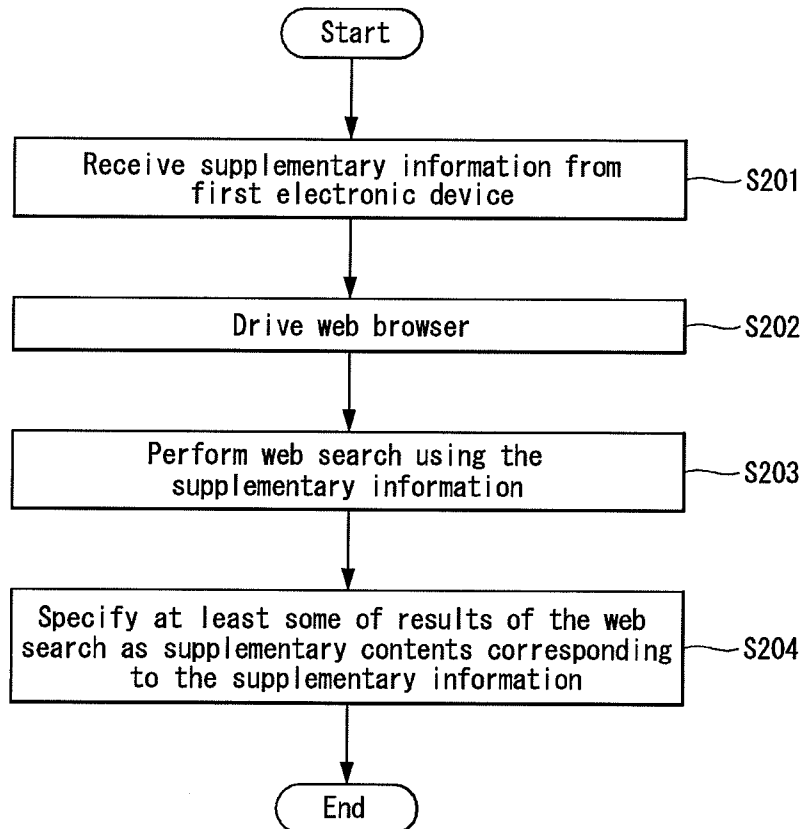 Start
Receive supplementary information from
first electronic device
S201
Drive web browser
S202
Perform web search using the
supplementary information
S203
Specify at least some of results of the web
search as supplementary contents corresponding
to the supplementary information
S204
End